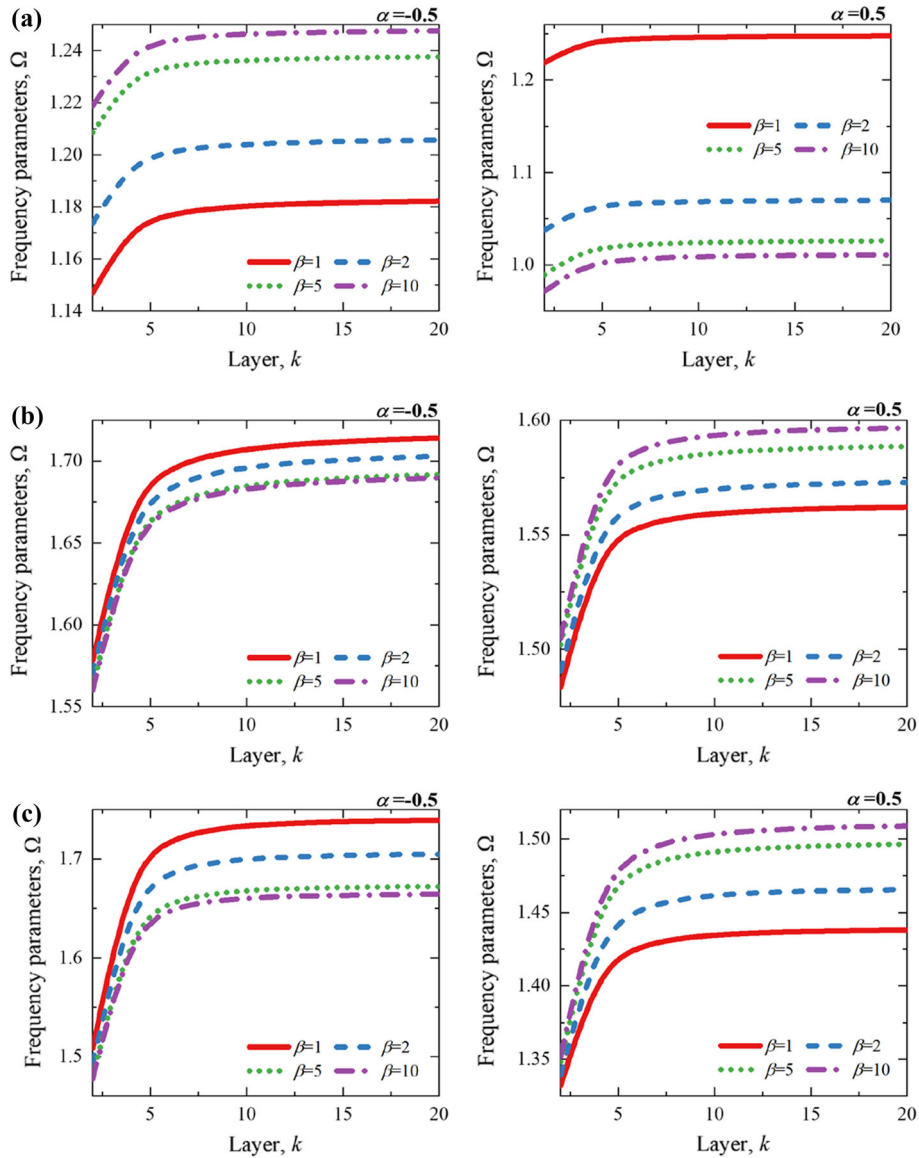 (a)
α=-0.5
Frequency parameters, Ω
1.24
1.22
1.20
1.18
1.16
1.14
β=1 β=2
β=5 β=10
5 10 15 20
Layer, k
α=0.5
Frequency parameters, Ω
1.2
1.1
1.0
β=1 β=2
β=5 β=10
5 10 15 20
Layer, k
(b)
α=-0.5
Frequency parameters, Ω
1.70
1.65
1.60
1.55
β=1 β=2
β=5 β=10
5 10 15 20
Layer, k
α=0.5
Frequency parameters, Ω
1.60
1.55
1.50
β=1 β=2
β=5 β=10
5 10 15 20
Layer, k
(c)
α=-0.5
Frequency parameters, Ω
1.7
1.6
1.5
β=1 β=2
β=5 β=10
5 10 15 20
Layer, k
α=0.5
Frequency parameters, Ω
1.50
1.45
1.40
1.35
β=1 β=2
β=5 β=10
5 10 15 20
Layer, k